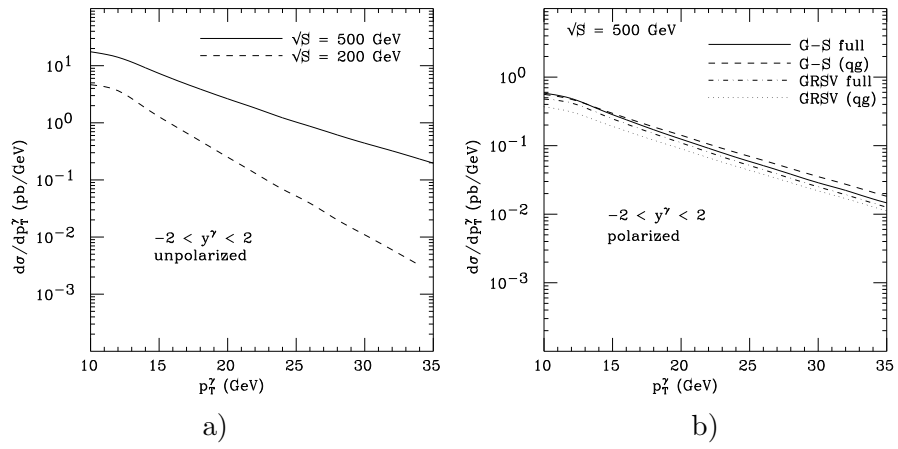 √S = 500 GeV
√S = 200 GeV
10^1
10^0
10^−1
10^−2
10^−3
dσ/dp_T^γ (pb/GeV)
−2 < y^γ < 2
unpolarized
10 15 20 25 30 35
p_T^γ (GeV)
a)
√S = 500 GeV
G−S full
G−S (qg)
GRSV full
GRSV (qg)
10^0
10^−1
10^−2
10^−3
dσ/dp_T^γ (pb/GeV)
−2 < y^γ < 2
polarized
10 15 20 25 30 35
p_T^γ (GeV)
b)